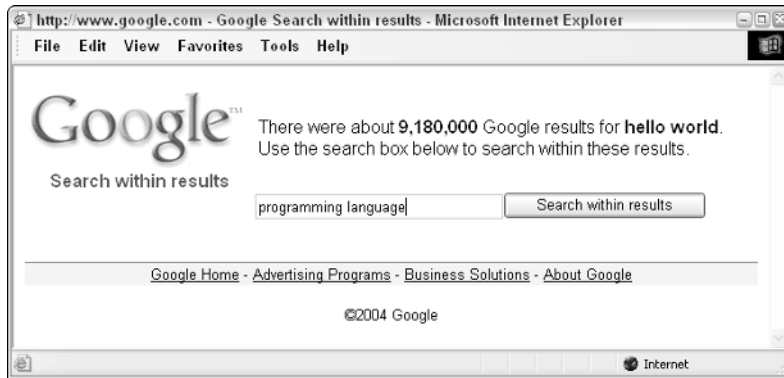 http://www.google.com - Google Search within results - Microsoft Internet Explorer
File Edit View Favorites Tools Help
Google™
Search within results
There were about 9,180,000 Google results for hello world.
Use the search box below to search within these results.
programming language
Search within results
Google Home - Advertising Programs - Business Solutions - About Google
©2004 Google
Internet